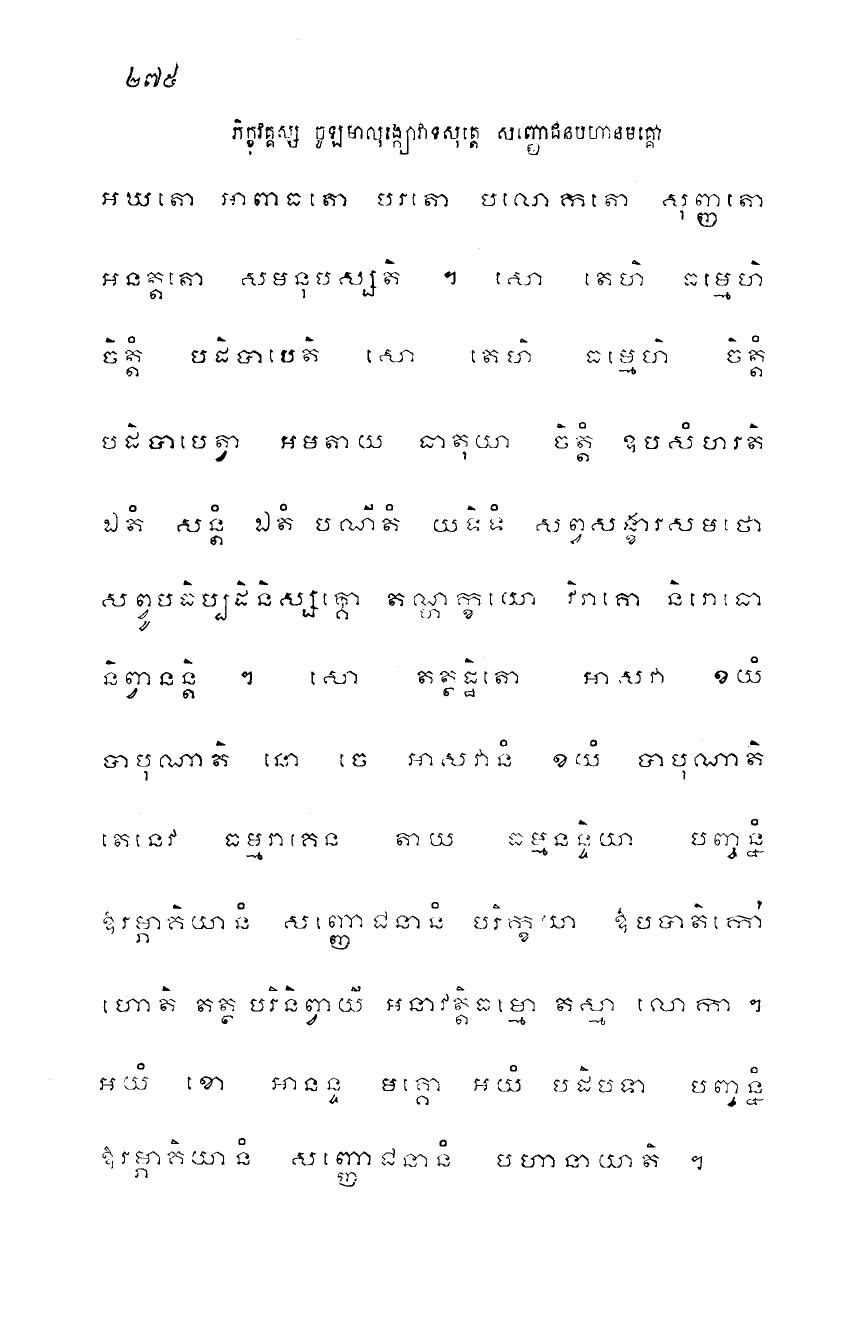 ២៧៥
ភិក្ខុវគ្គស្ស ចូឡមាលុង្ក្យោវាទសុត្តេ សញ្ញោជនបហានមគ្គោ
អឃតោ អាពាធតោ បរតោ បលោកតោ សុញ្ញតោ
អនត្តតោ សមនុបស្សតិ ។ សោ តេហិ ធម្មេហិ
ចិត្តំ បដិបាបេតិ សោ តេហិ ធម្មេហិ ចិត្តំ
បដិបាបេត្វា អមតាយ ធាតុយា ចិត្តំ ឧបសំហរតិ
ឯតំ សន្តំ ឯតំ បណីតំ យទិទំ សព្វសង្ខារសមថោ
សព្វូបធិប្បដិនិស្សគ្គោ តណ្ហក្ខយោ វិរាគោ និរោធោ
និព្វានន្តិ ។ សោ តត្ថដ្ឋិតោ អាសវា ខយំ
បាបុណាតិ នោ ចេ អាសវានំ ខយំ បាបុណាតិ
តេនេវ ធម្មរាគេន តាយ ធម្មនន្ទិយា បញ្ចន្នំ
ឱរម្ភាគិយានំ សញ្ញោជនានំ បរិក្ខយា ឱបបាតិកោ
ហោតិ តត្ថ បរិនិព្វាយី អនាវត្តិធម្មោ តស្មា លោកា ។
អយំ ខោ អានន្ទ មគ្គោ អយំ បដិបទា បញ្ចន្នំ
ឱរម្ភាគិយានំ សញ្ញោជនានំ បហានាយាតិ ។